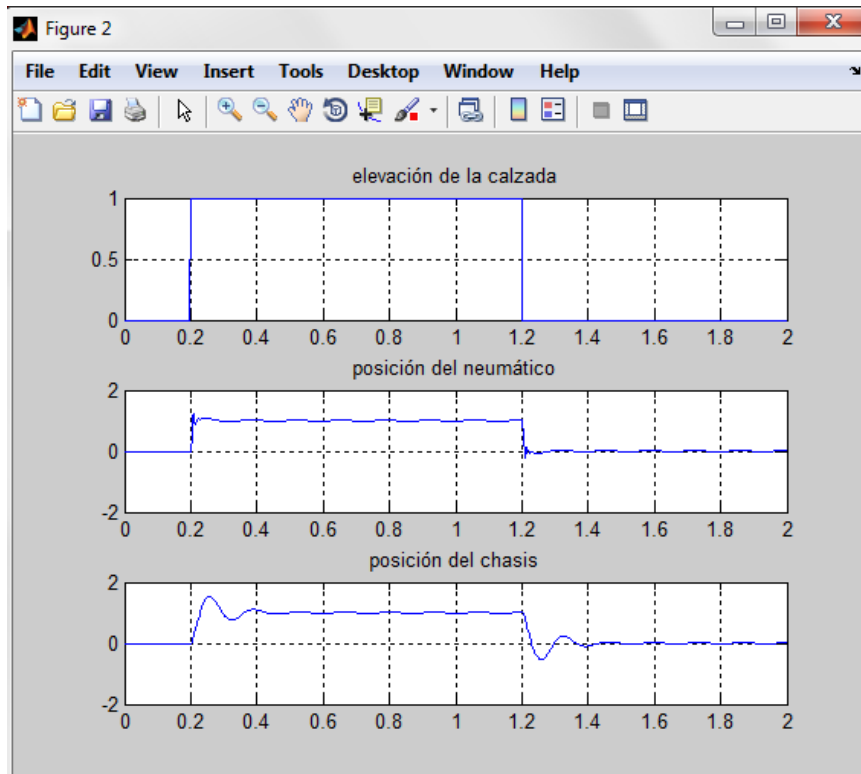 Figure 2
File Edit View Insert Tools Desktop Window Help
elevación de la calzada
1
0.5
0
0 0.2 0.4 0.6 0.8 1 1.2 1.4 1.6 1.8 2
posición del neumático
2
0
-2
0 0.2 0.4 0.6 0.8 1 1.2 1.4 1.6 1.8 2
posición del chasis
2
0
-2
0 0.2 0.4 0.6 0.8 1 1.2 1.4 1.6 1.8 2